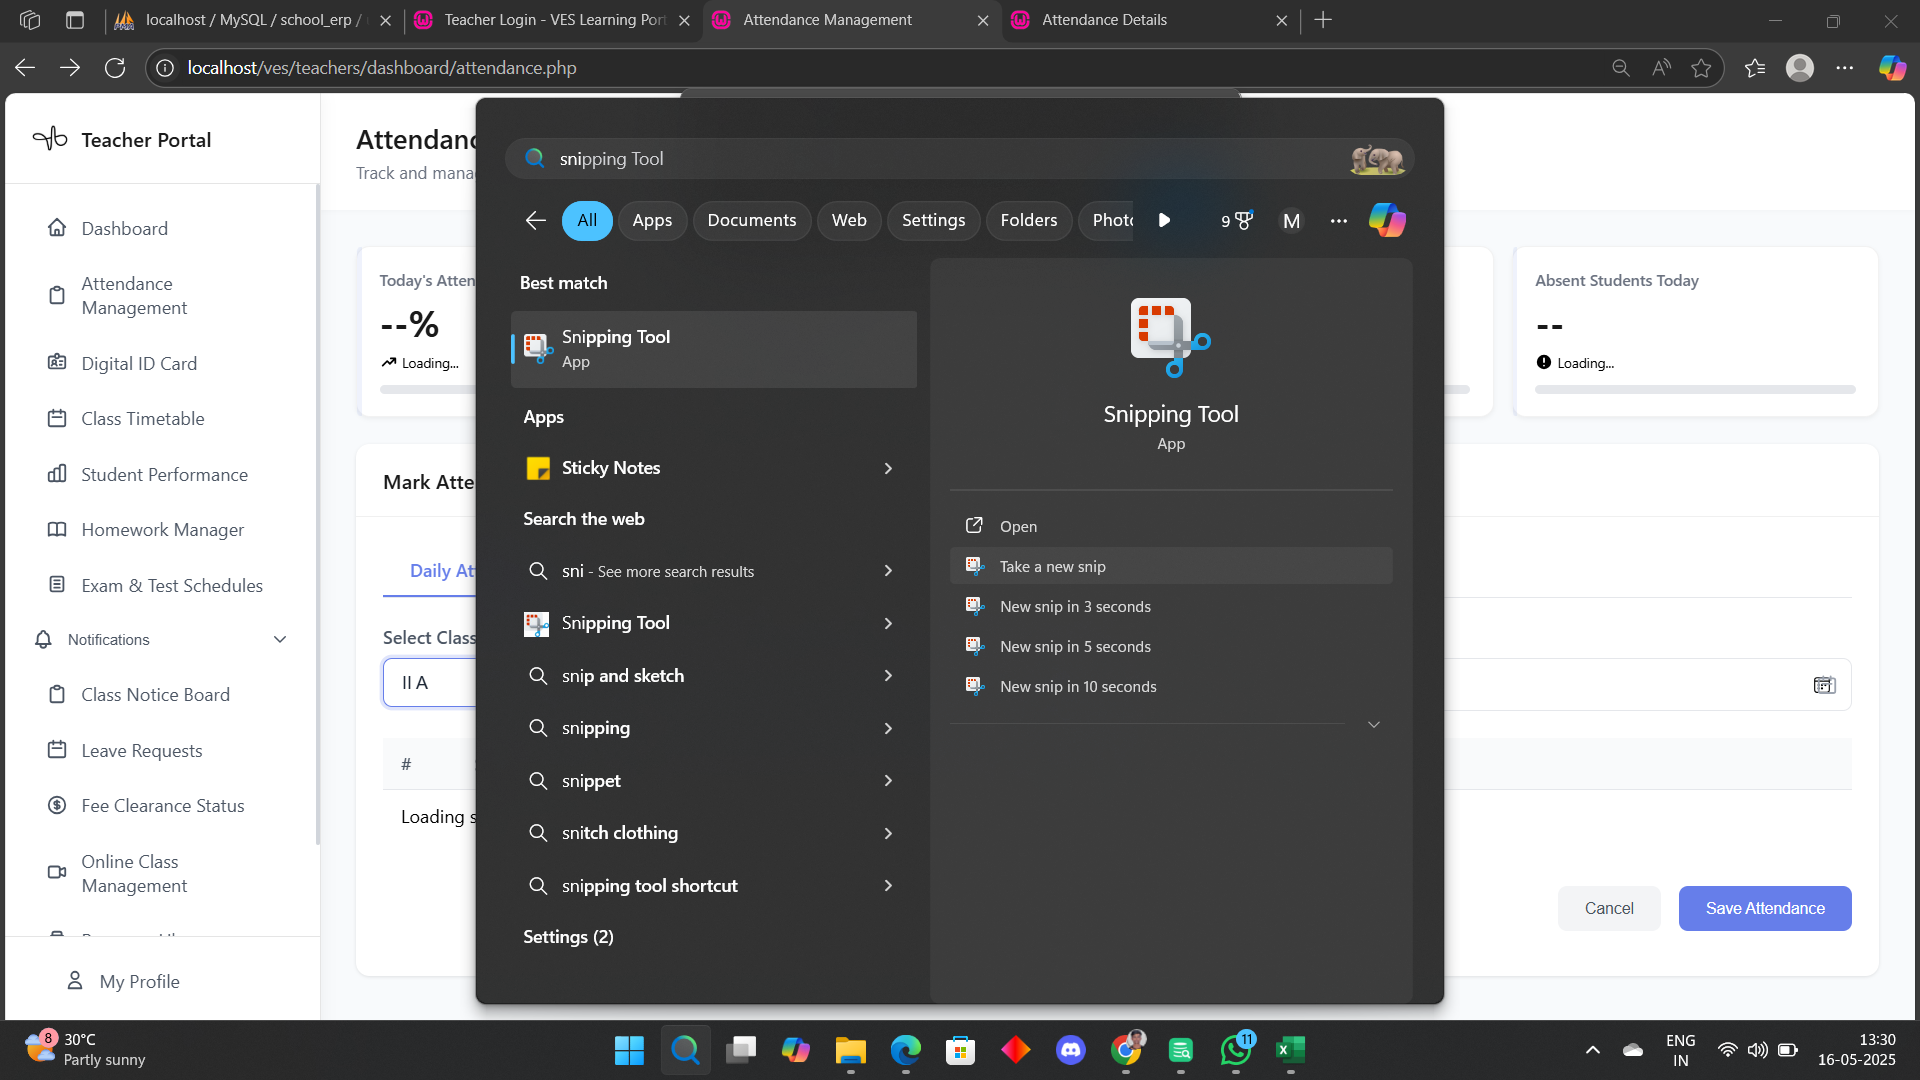 localhost / MySQL / school_erp /
Teacher Login - VES Learning Port
Attendance Management
Attendance Details
localhost/ves/teachers/dashboard/attendance.php
Teacher Portal
Dashboard
Attendance
Management
Digital ID Card
Class Timetable
Student Performance
Homework Manager
Exam & Test Schedules
Notifications
Class Notice Board
Leave Requests
Fee Clearance Status
Online Class
Management
My Profile
Attendanc
Track and mana
Today's Atten
--%
Loading...
Absent Students Today
--
Loading...
Mark Atte
Daily At
Select Class
II A
#
Loading s
Cancel
Save Attendance
snipping Tool
All
Apps
Documents
Web
Settings
Folders
Photo
9
M
Best match
Snipping Tool
App
Apps
Sticky Notes
Search the web
sni - See more search results
Snipping Tool
snip and sketch
snipping
snippet
snitch clothing
snipping tool shortcut
Settings (2)
Snipping Tool
App
Open
Take a new snip
New snip in 3 seconds
New snip in 5 seconds
New snip in 10 seconds
8
30°C
Partly sunny
11
ENG
IN
13:30
16-05-2025